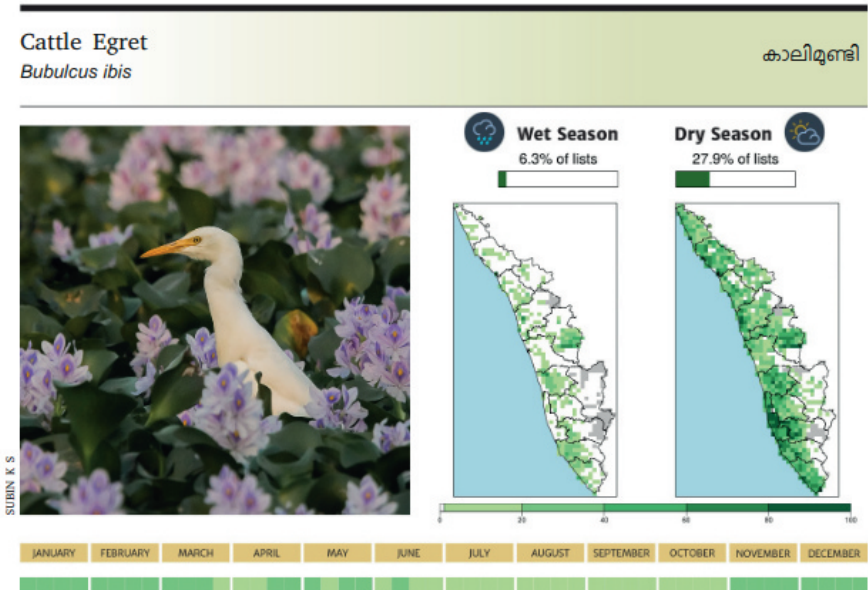 Cattle Egret
Bubulcus ibis
കാലിമുണ്ടി
Wet Season
6.3% of lists
Dry Season
27.9% of lists
SUBIN K S
0 20 40 60 80 100
JANUARY FEBRUARY MARCH APRIL MAY JUNE JULY AUGUST SEPTEMBER OCTOBER NOVEMBER DECEMBER